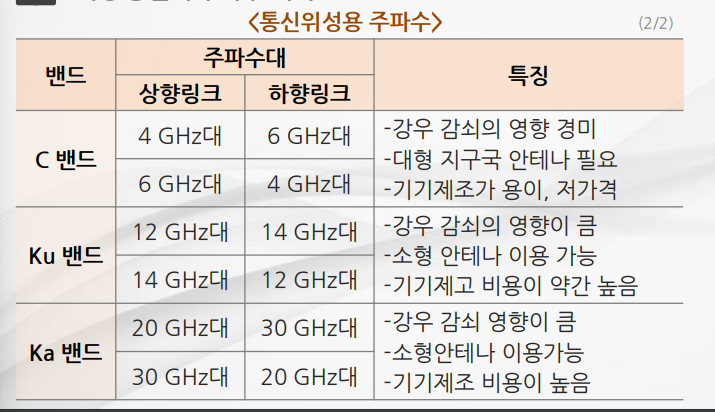 <통신위성용 주파수>
(2/2)
밴드
주파수대
특징
상향링크
하향링크
C 밴드
4 GHz대
6 GHz대
6 GHz대
4 GHz대
-강우 감쇠의 영향 경미
-대형 지구국 안테나 필요
-기기제조가 용이, 저가격
Ku 밴드
12 GHz대
14 GHz대
14 GHz대
12 GHz대
-강우 감쇠의 영향이 큼
-소형 안테나 이용 가능
-기기제고 비용이 약간 높음
Ka 밴드
20 GHz대
30 GHz대
30 GHz대
20 GHz대
-강우 감쇠 영향이 큼
-소형안테나 이용가능
-기기제조 비용이 높음